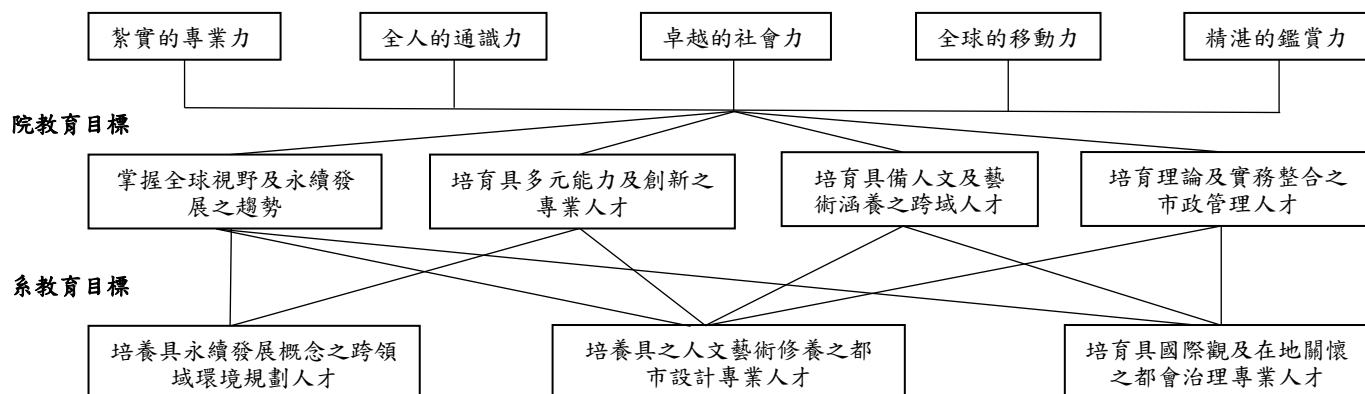 紮實的專業力
全人的通識力
卓越的社會力
全球的移動力
精湛的鑑賞力
院教育目標
掌握全球視野及永續發
展之趨勢
培育具多元能力及創新之
專業人才
培育具備人文及藝
術涵養之跨域人才
培育理論及實務整合之
市政管理人才
系教育目標
培養具永續發展概念之跨領
域環境規劃人才
培養具之人文藝術修養之都
市設計專業人才
培育具國際觀及在地關懷
之都會治理專業人才